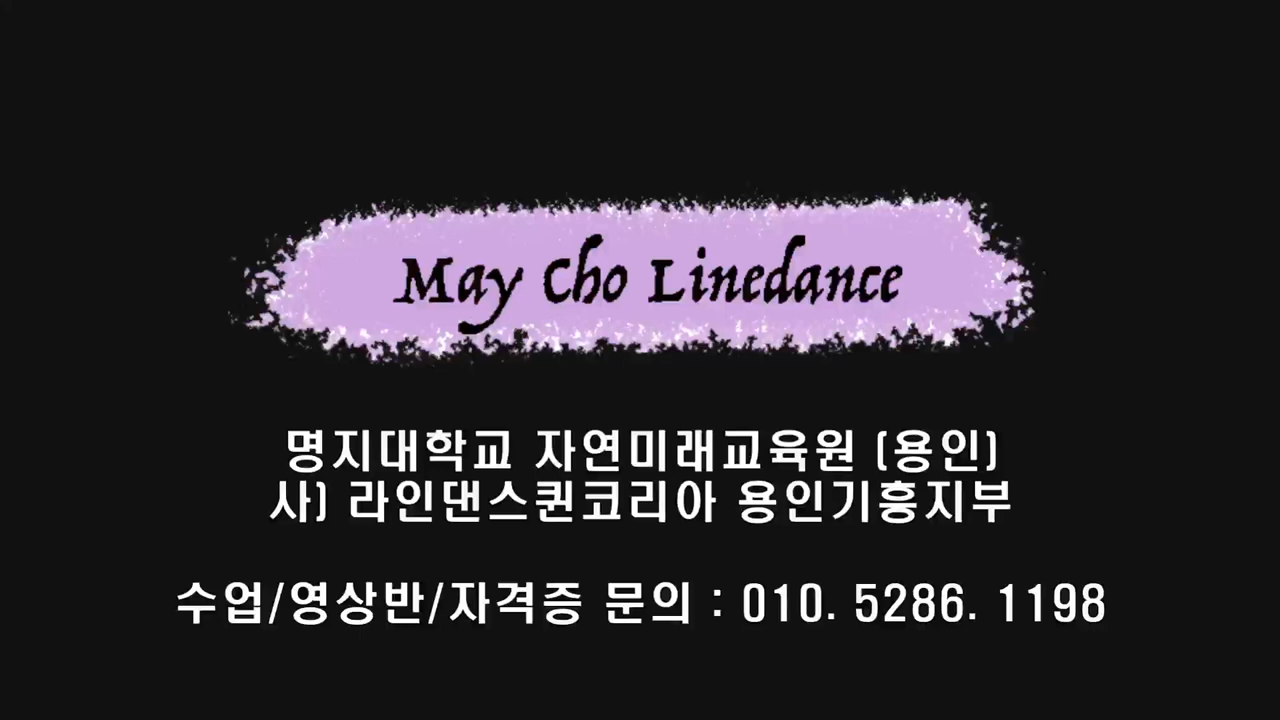 May Cho Linedance
명지대학교 자연미래교육원 (용인)
사) 라인댄스퀸코리아 용인기흥지부
수업/영상반/자격증 문의 : 010. 5286. 1198